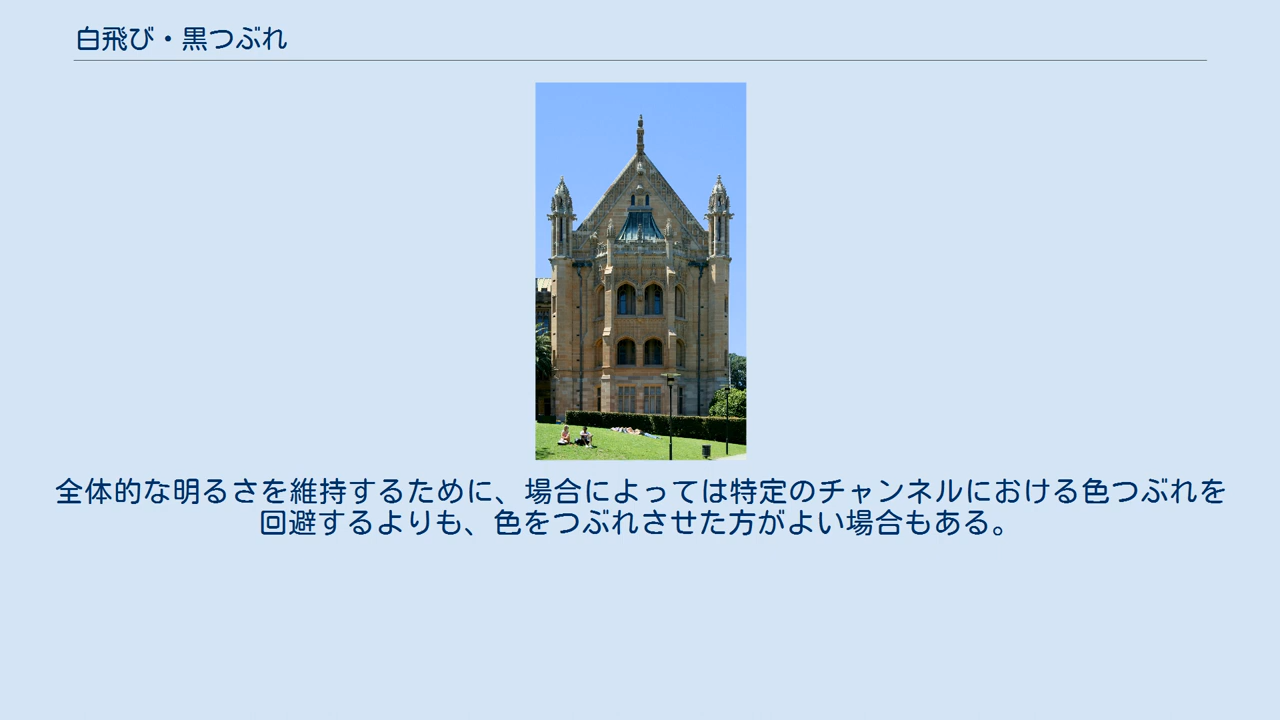 白飛び・黒つぶれ
全体的な明るさを維持するために、場合によっては特定のチャンネルにおける色つぶれを
回避するよりも、色をつぶれさせた方がよい場合もある。